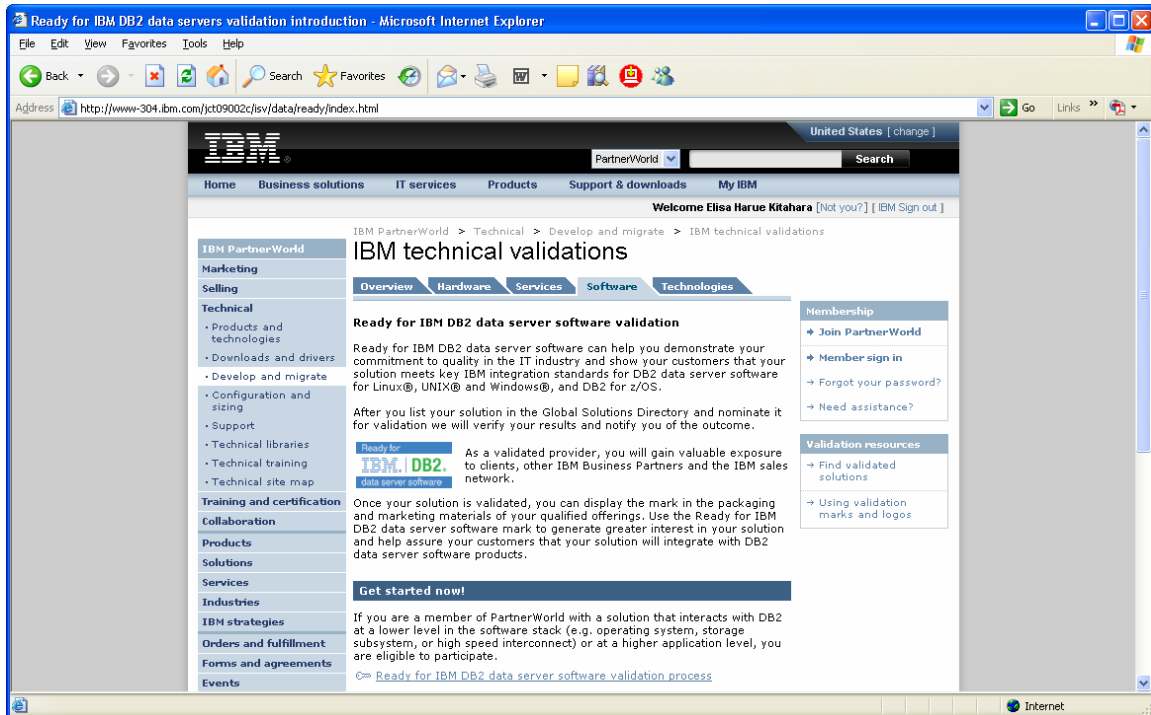 Ready for IBM DB2 data servers validation introduction - Microsoft Internet Explorer
File Edit View Favorites Tools Help
Back Search Favorites
Address http://www-304.ibm.com/jct09002c/isv/data/ready/index.html Go Links »
United States [ change ]
IBM®
PartnerWorld Search
Home Business solutions IT services Products Support & downloads My IBM
Welcome Elisa Harue Kitahara [Not you?] [ IBM Sign out ]
IBM PartnerWorld
Marketing
Selling
Technical
• Products and
technologies
• Downloads and drivers
• Develop and migrate
• Configuration and
sizing
• Support
• Technical libraries
• Technical training
• Technical site map
Training and certification
Collaboration
Products
Solutions
Services
Industries
IBM strategies
Orders and fulfillment
Forms and agreements
Events
IBM PartnerWorld > Technical > Develop and migrate > IBM technical validations
IBM technical validations
Overview Hardware Services Software Technologies
Ready for IBM DB2 data server software validation
Ready for IBM DB2 data server software can help you demonstrate your
commitment to quality in the IT industry and show your customers that your
solution meets key IBM integration standards for DB2 data server software
for Linux®, UNIX® and Windows®, and DB2 for z/OS.
After you list your solution in the Global Solutions Directory and nominate it
for validation we will verify your results and notify you of the outcome.
Ready for
IBM. DB2.
data server software
As a validated provider, you will gain valuable exposure
to clients, other IBM Business Partners and the IBM sales
network.
Once your solution is validated, you can display the mark in the packaging
and marketing materials of your qualified offerings. Use the Ready for IBM
DB2 data server software mark to generate greater interest in your solution
and help assure your customers that your solution will integrate with DB2
data server software products.
Get started now!
If you are a member of PartnerWorld with a solution that interacts with DB2
at a lower level in the software stack (e.g. operating system, storage
subsystem, or high speed interconnect) or at a higher application level, you
are eligible to participate.
Ready for IBM DB2 data server software validation process
Membership
→ Join PartnerWorld
→ Member sign in
→ Forgot your password?
→ Need assistance?
Validation resources
→ Find validated
solutions
→ Using validation
marks and logos
Internet